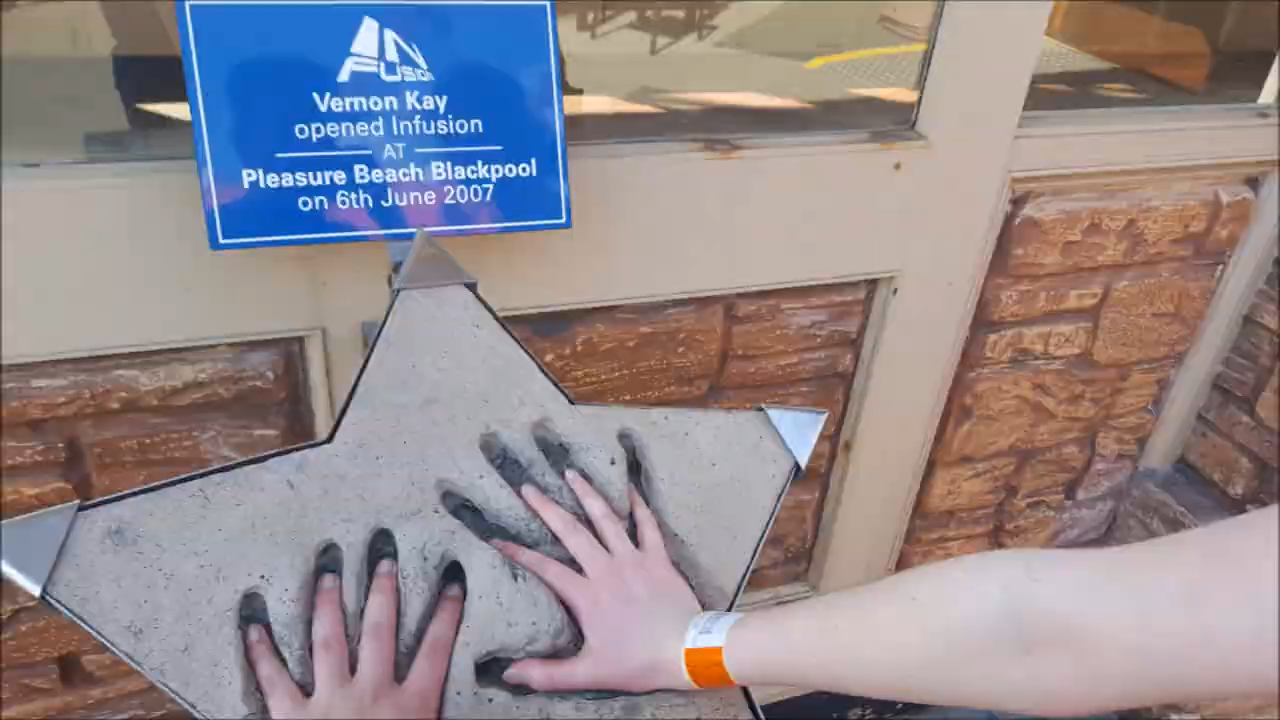 INFUSION
Vernon Kay
opened Infusion
AT
Pleasure Beach Blackpool
on 6th June 2007